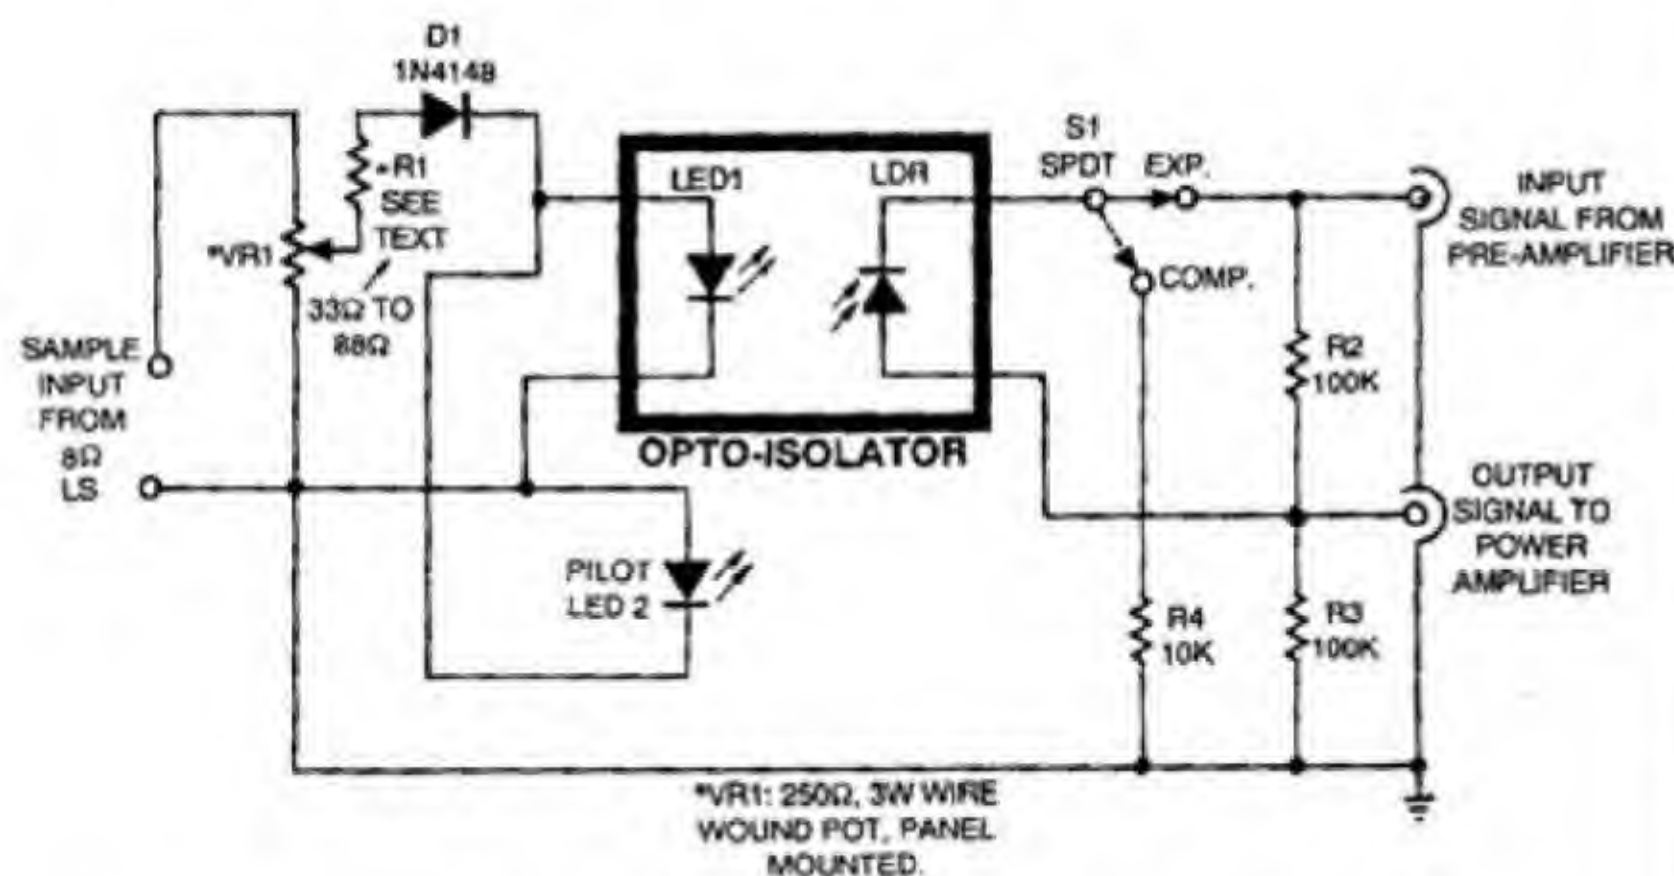 D1
1N4148
*R1
SEE
TEXT
*VR1
33Ω TO
88Ω
SAMPLE
INPUT
FROM
8Ω
LS
LED1
LDR
OPTO-ISOLATOR
PILOT
LED 2
S1
SPDT
EXP.
COMP.
INPUT
SIGNAL FROM
PRE-AMPLIFIER
R2
100K
OUTPUT
SIGNAL TO
POWER
AMPLIFIER
R4
10K
R3
100K
*VR1: 250Ω, 3W WIRE
WOUND POT, PANEL
MOUNTED.